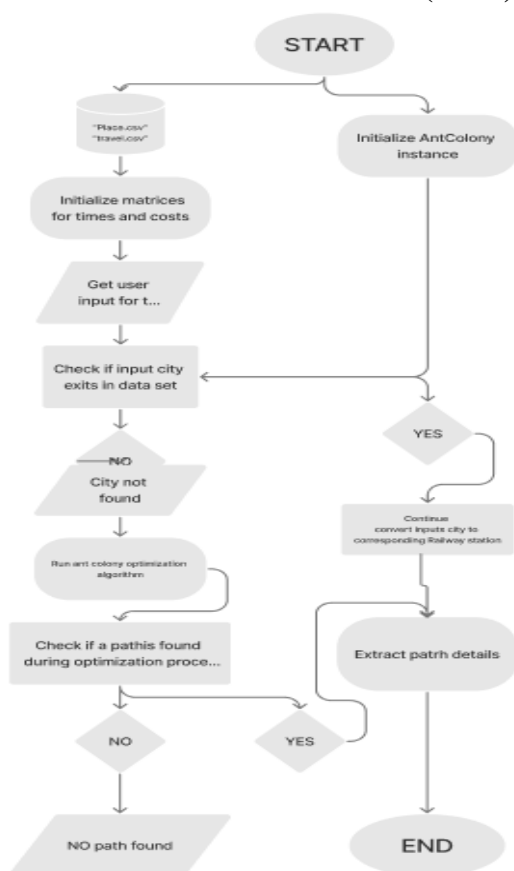 START
"Place.csv"
"travel.csv"
Initialize AntColony
instance
Initialize matrices
for times and costs
Get user
input for t...
Check if input city
exits in data set
YES
NO
City not
found
Continue
convert inputs city to
corresponding Railway station
Run ant colony optimization
algorithm
Check if a pathis found
during optimization proce...
Extract patrh details
NO
YES
NO path found
END